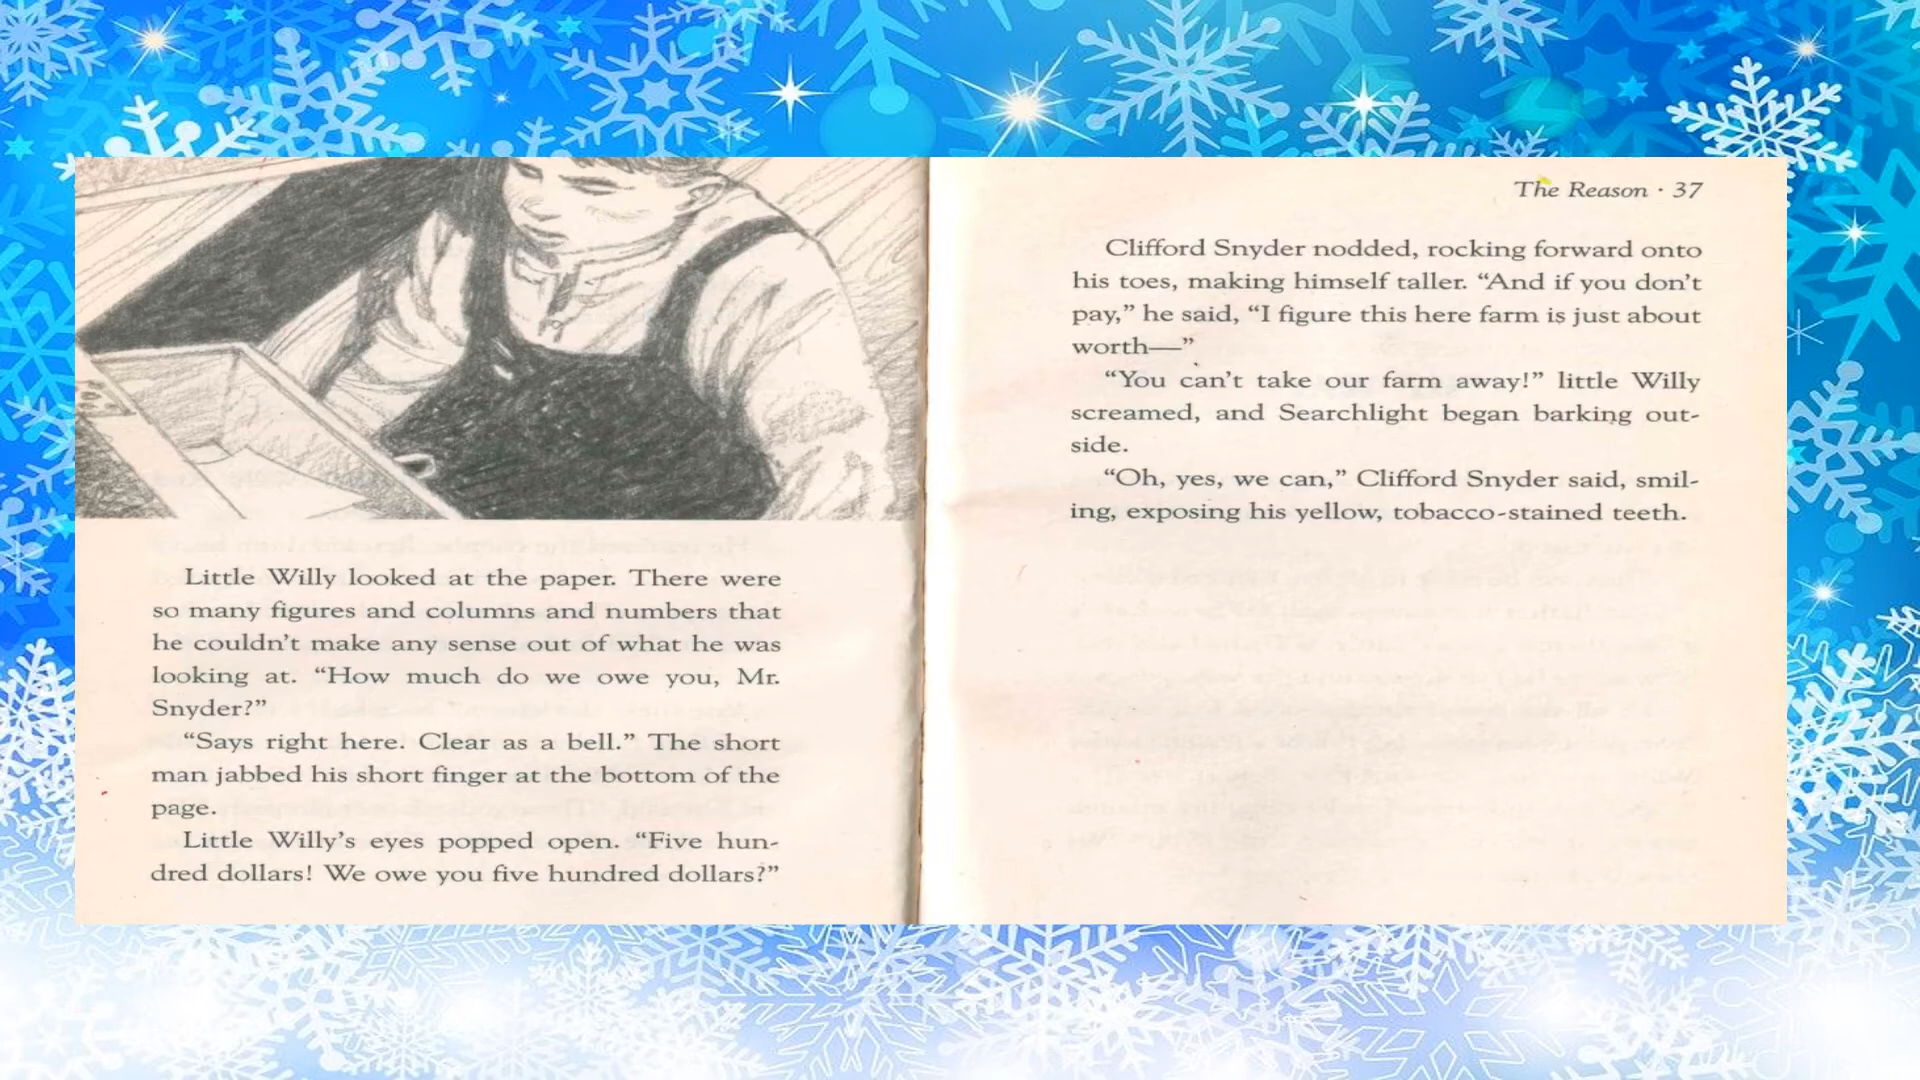 Little Willy looked at the paper. There were
so many figures and columns and numbers that
he couldn’t make any sense out of what he was
looking at. “How much do we owe you, Mr.
Snyder?”
“Says right here. Clear as a bell.” The short
man jabbed his short finger at the bottom of the
page.
Little Willy’s eyes popped open. “Five hun-
dred dollars! We owe you five hundred dollars?”
The Reason · 37
Clifford Snyder nodded, rocking forward onto
his toes, making himself taller. “And if you don’t
pay,” he said, “I figure this here farm is just about
worth—”
“You can’t take our farm away!” little Willy
screamed, and Searchlight began barking out-
side.
“Oh, yes, we can,” Clifford Snyder said, smil-
ing, exposing his yellow, tobacco-stained teeth.